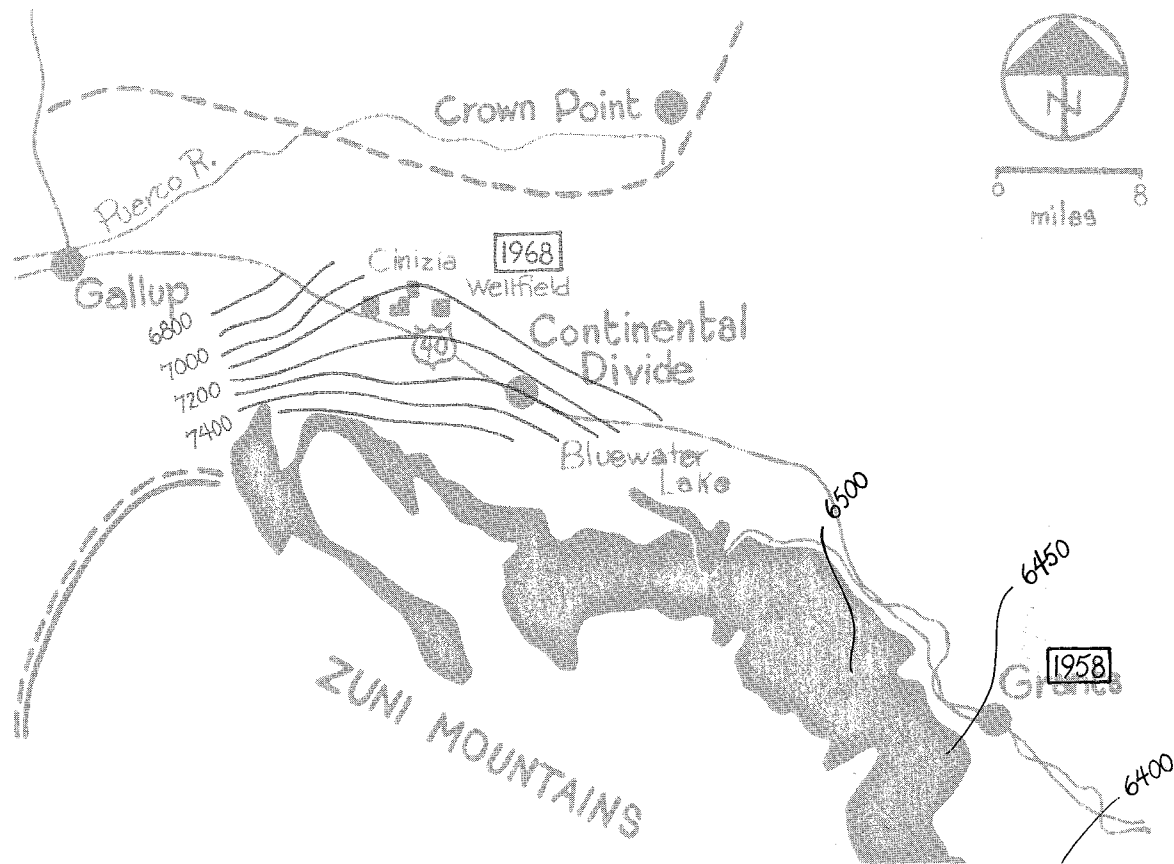 Crown Point
N
0 8
miles
Puerco R.
1968
Ciniza
Wellfield
Gallup
Continental
Divide
40
6800
7000
7200
7400
Bluewater
Lake
6500
6450
1958
Grants
ZUNI MOUNTAINS
6400